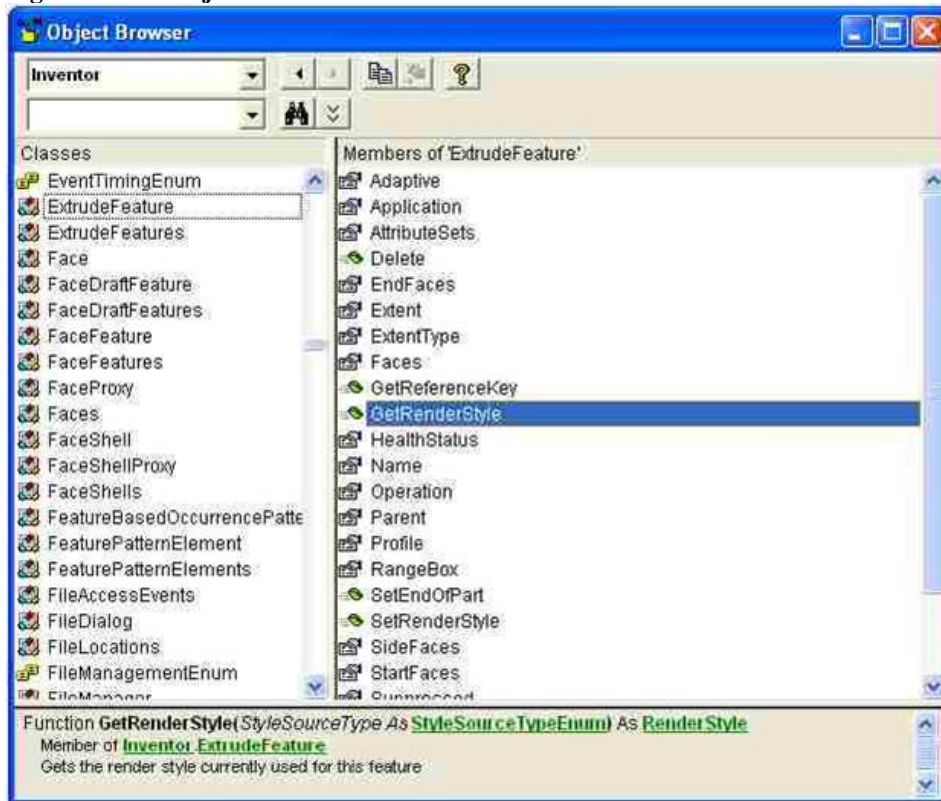 Object Browser
Inventor
Classes
EventTimingEnum
ExtrudeFeature
ExtrudeFeatures
Face
FaceDraftFeature
FaceDraftFeatures
FaceFeature
FaceFeatures
FaceProxy
Faces
FaceShell
FaceShellProxy
FaceShells
FeatureBasedOccurrencePatte
FeaturePatternElement
FeaturePatternElements
FileAccessEvents
FileDialog
FileLocations
FileManagementEnum
FileManager
Members of 'ExtrudeFeature'
Adaptive
Application
AttributeSets
Delete
EndFaces
Extent
ExtentType
Faces
GetReferenceKey
GetRenderStyle
HealthStatus
Name
Operation
Parent
Profile
RangeBox
SetEndOfPart
SetRenderStyle
SideFaces
StartFaces
Suppressed
Function GetRenderStyle(StyleSourceType As StyleSourceTypeEnum) As RenderStyle
Member of Inventor.ExtrudeFeature
Gets the render style currently used for this feature